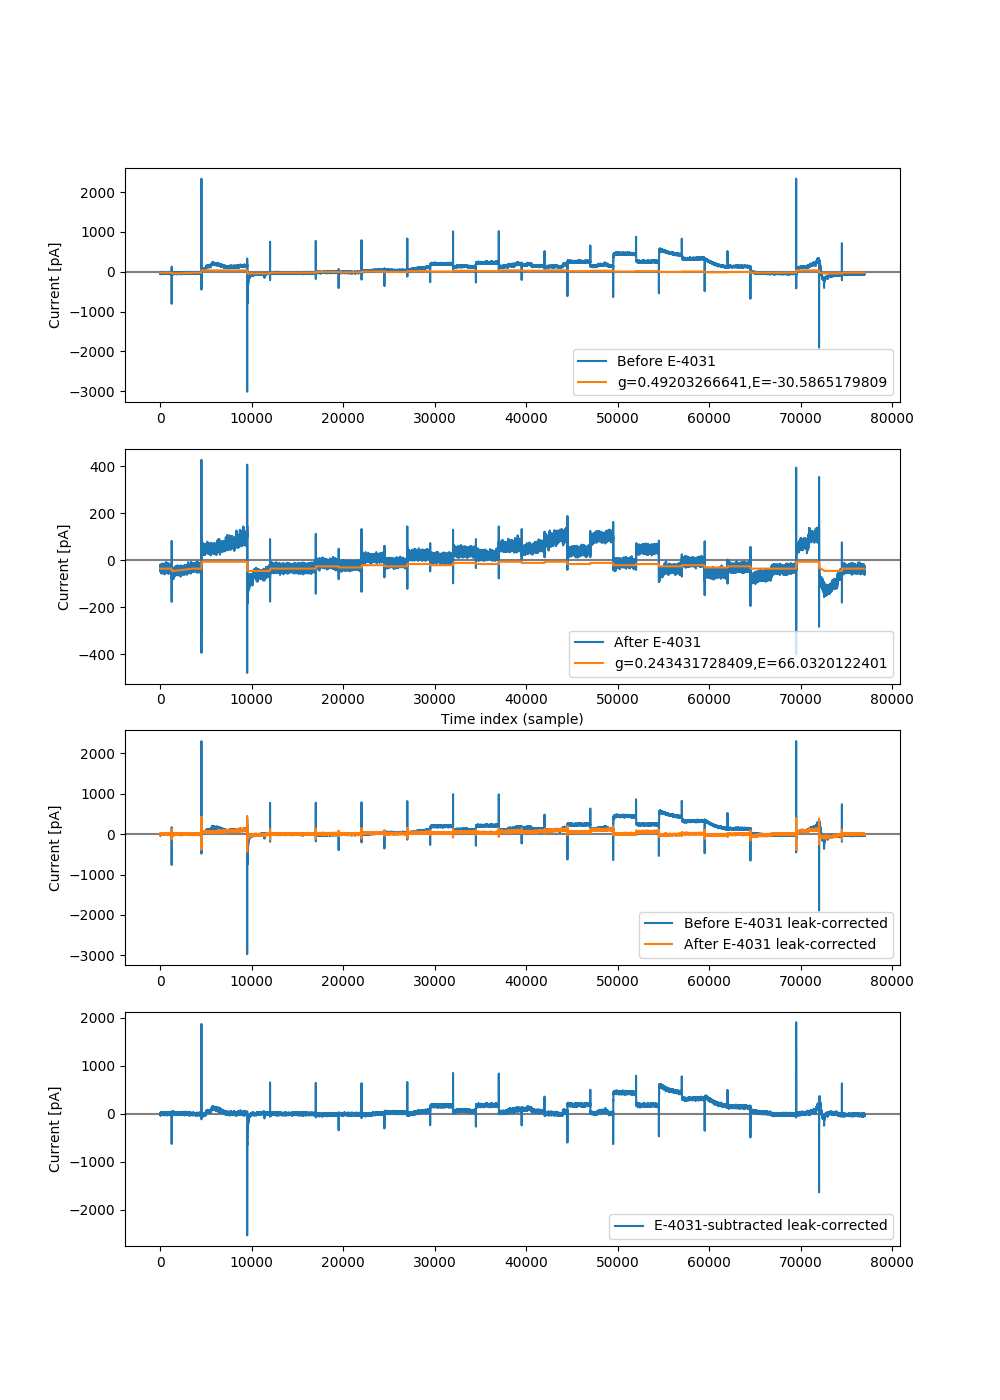 2000
1000
0
−1000
−2000
−3000
Current [pA]
Before E-4031
g=0.49203266641,E=-30.5865179809
0 10000 20000 30000 40000 50000 60000 70000 80000
400
200
0
−200
−400
Current [pA]
After E-4031
g=0.243431728409,E=66.0320122401
0 10000 20000 30000 40000 50000 60000 70000 80000
Time index (sample)
2000
1000
0
−1000
−2000
−3000
Current [pA]
Before E-4031 leak-corrected
After E-4031 leak-corrected
0 10000 20000 30000 40000 50000 60000 70000 80000
2000
1000
0
−1000
−2000
Current [pA]
E-4031-subtracted leak-corrected
0 10000 20000 30000 40000 50000 60000 70000 80000